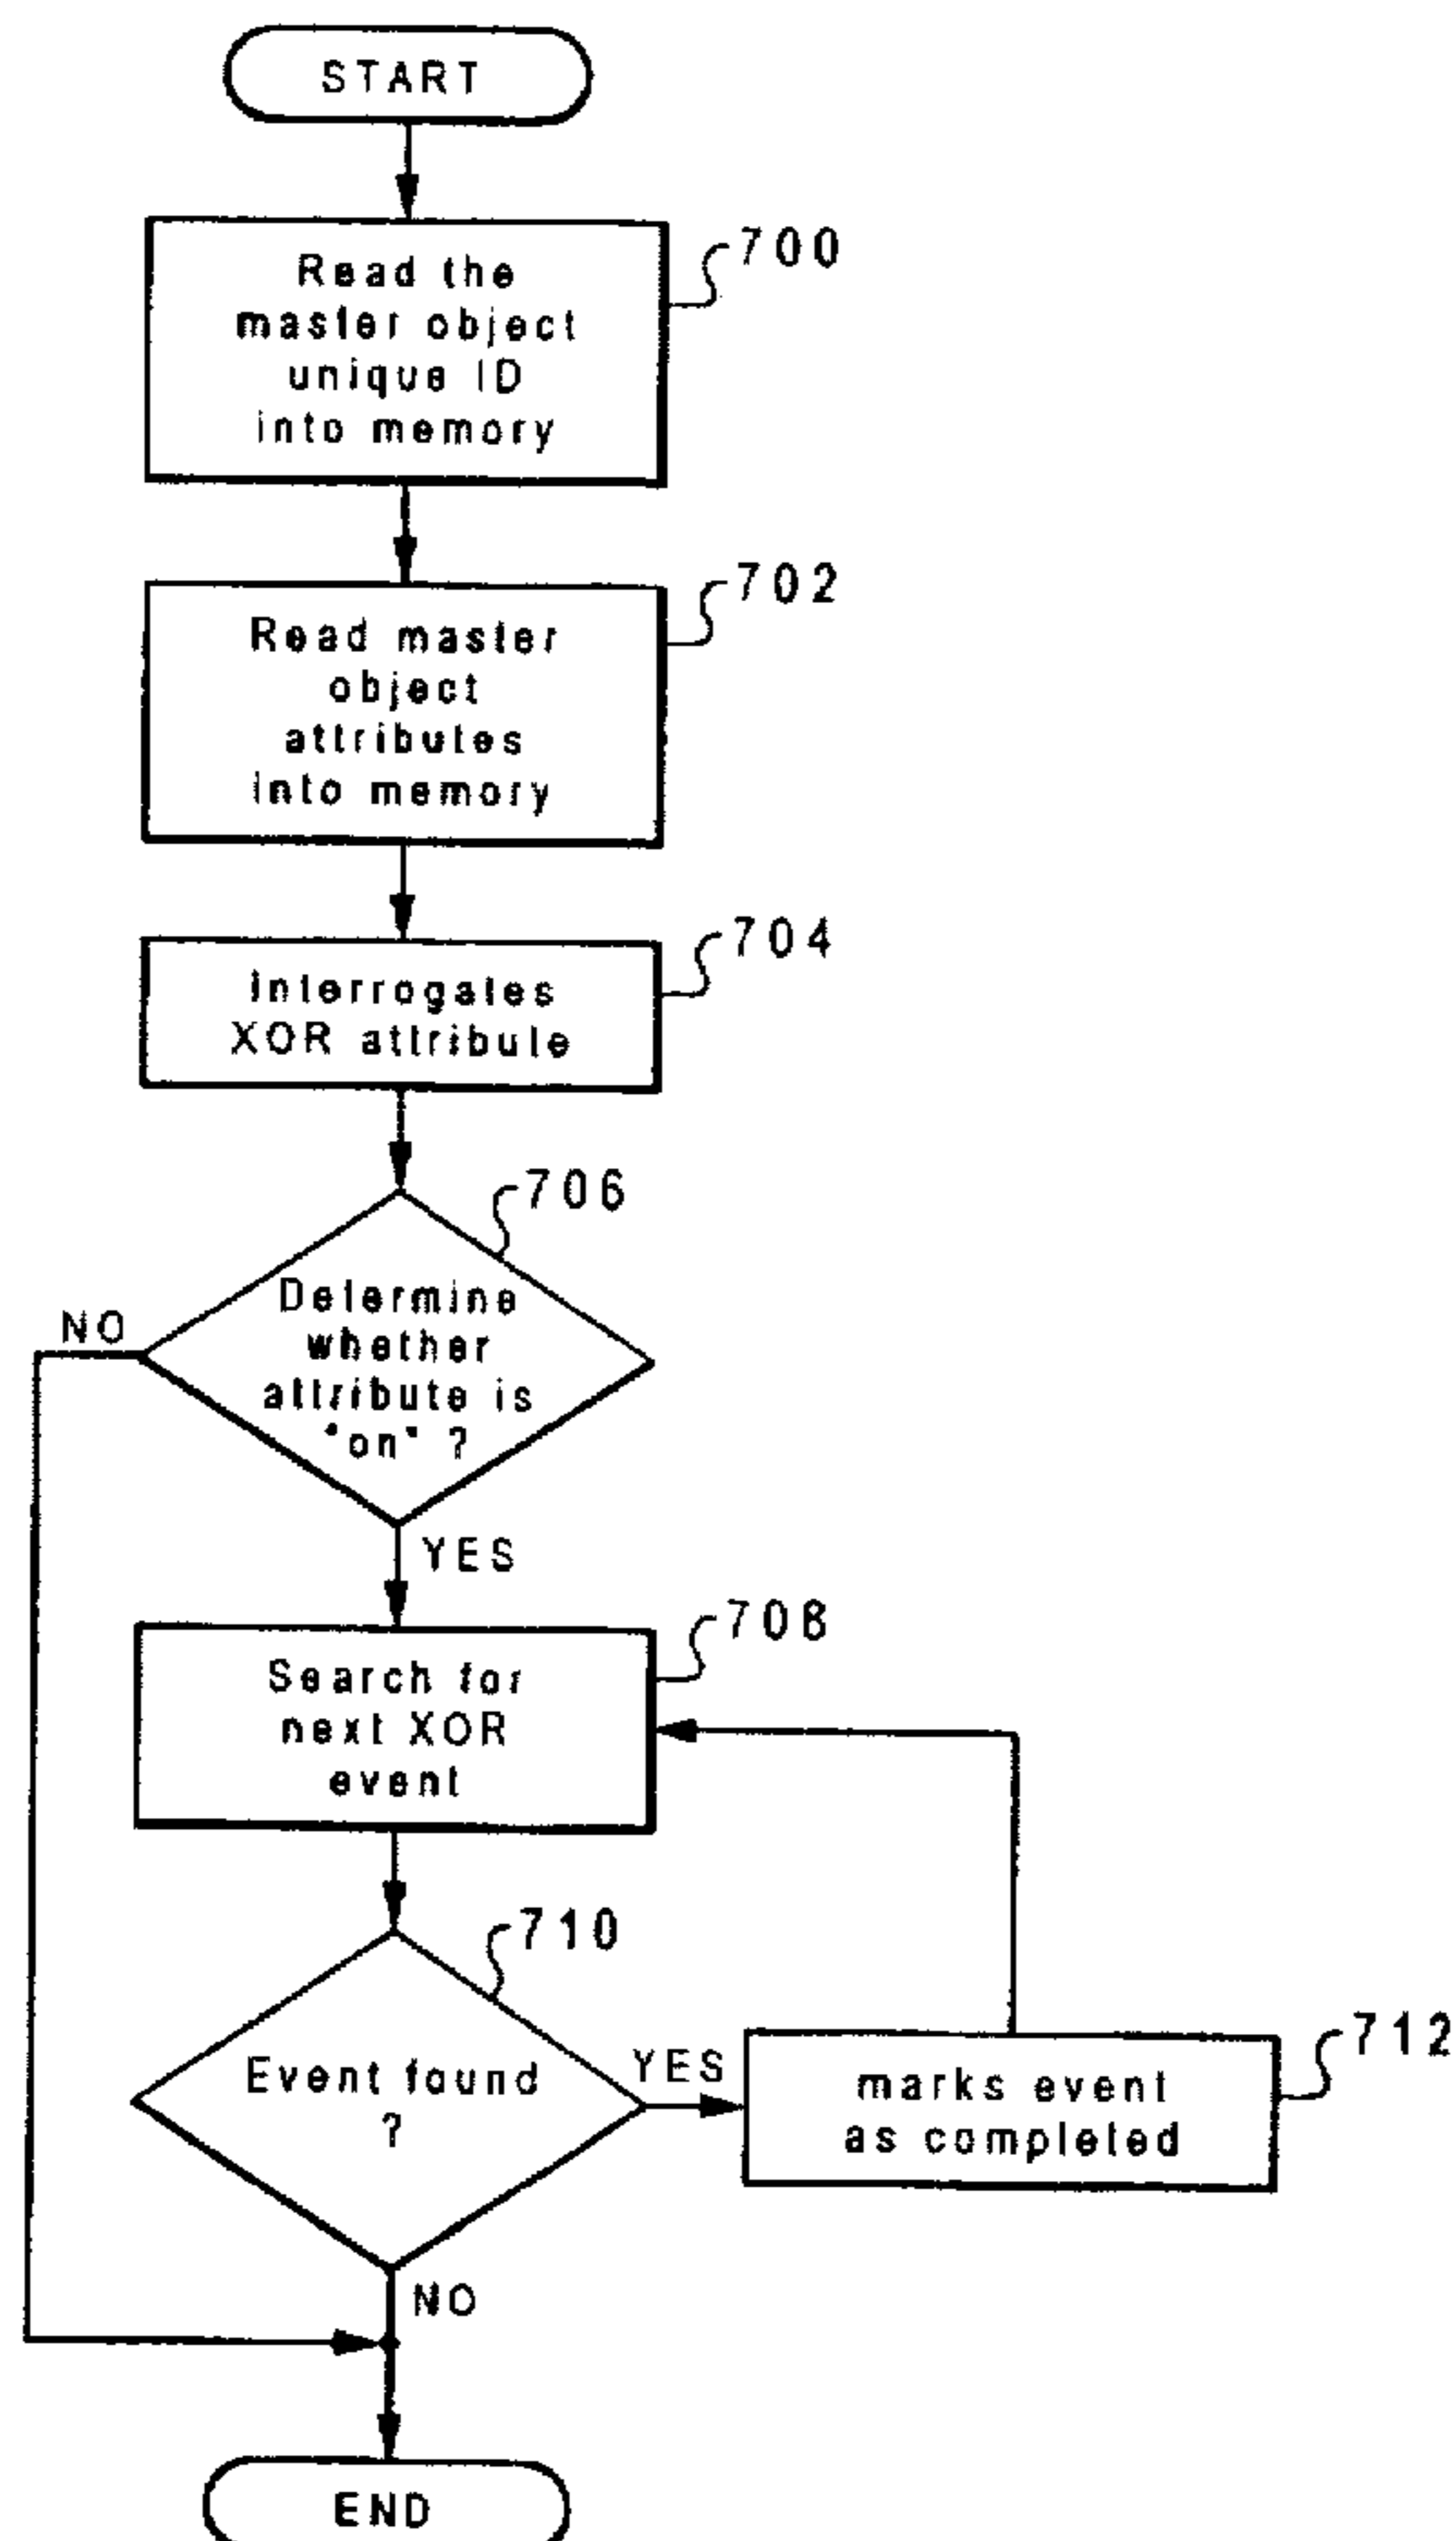 START
700
Read the
master object
unique ID
into memory
702
Read master
object
attributes
into memory
704
Interrogates
XOR attribute
706
Determine
whether
attribute is
"on" ?
NO
YES
708
Search for
next XOR
event
710
Event found
?
YES
712
marks event
as completed
NO
END